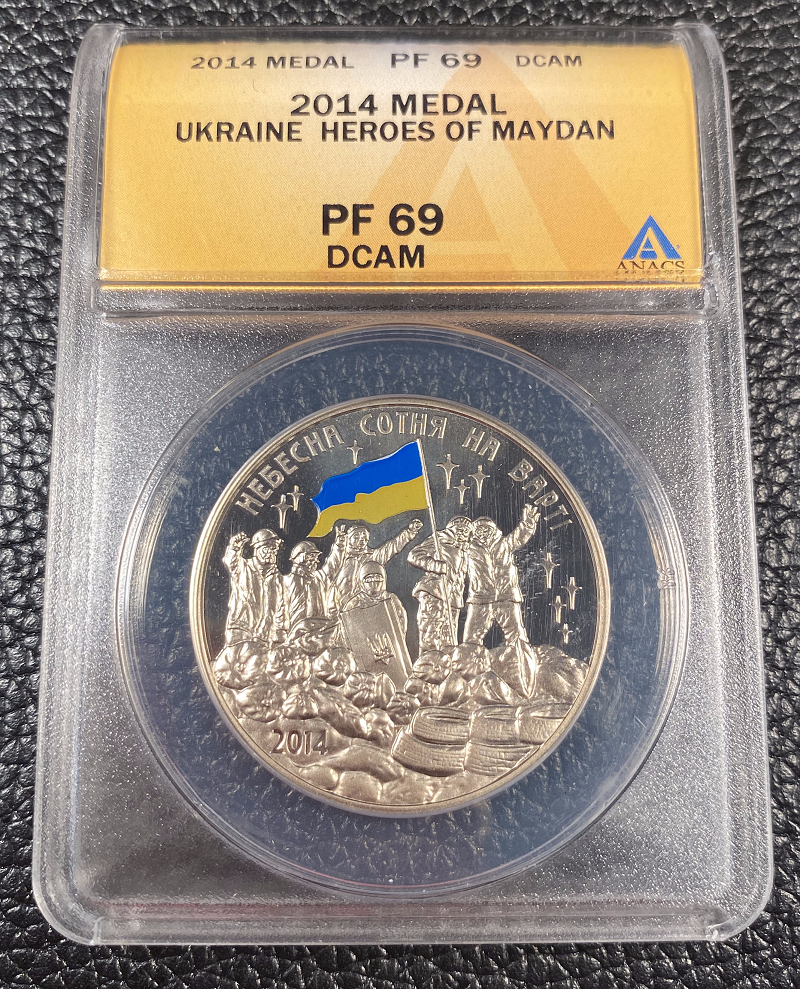 2014 MEDAL PF 69 DCAM
2014 MEDAL
UKRAINE HEROES OF MAYDAN
PF 69
DCAM
ANACS
НЕБЕСНА СОТНЯ НА ВАРТІ
2014